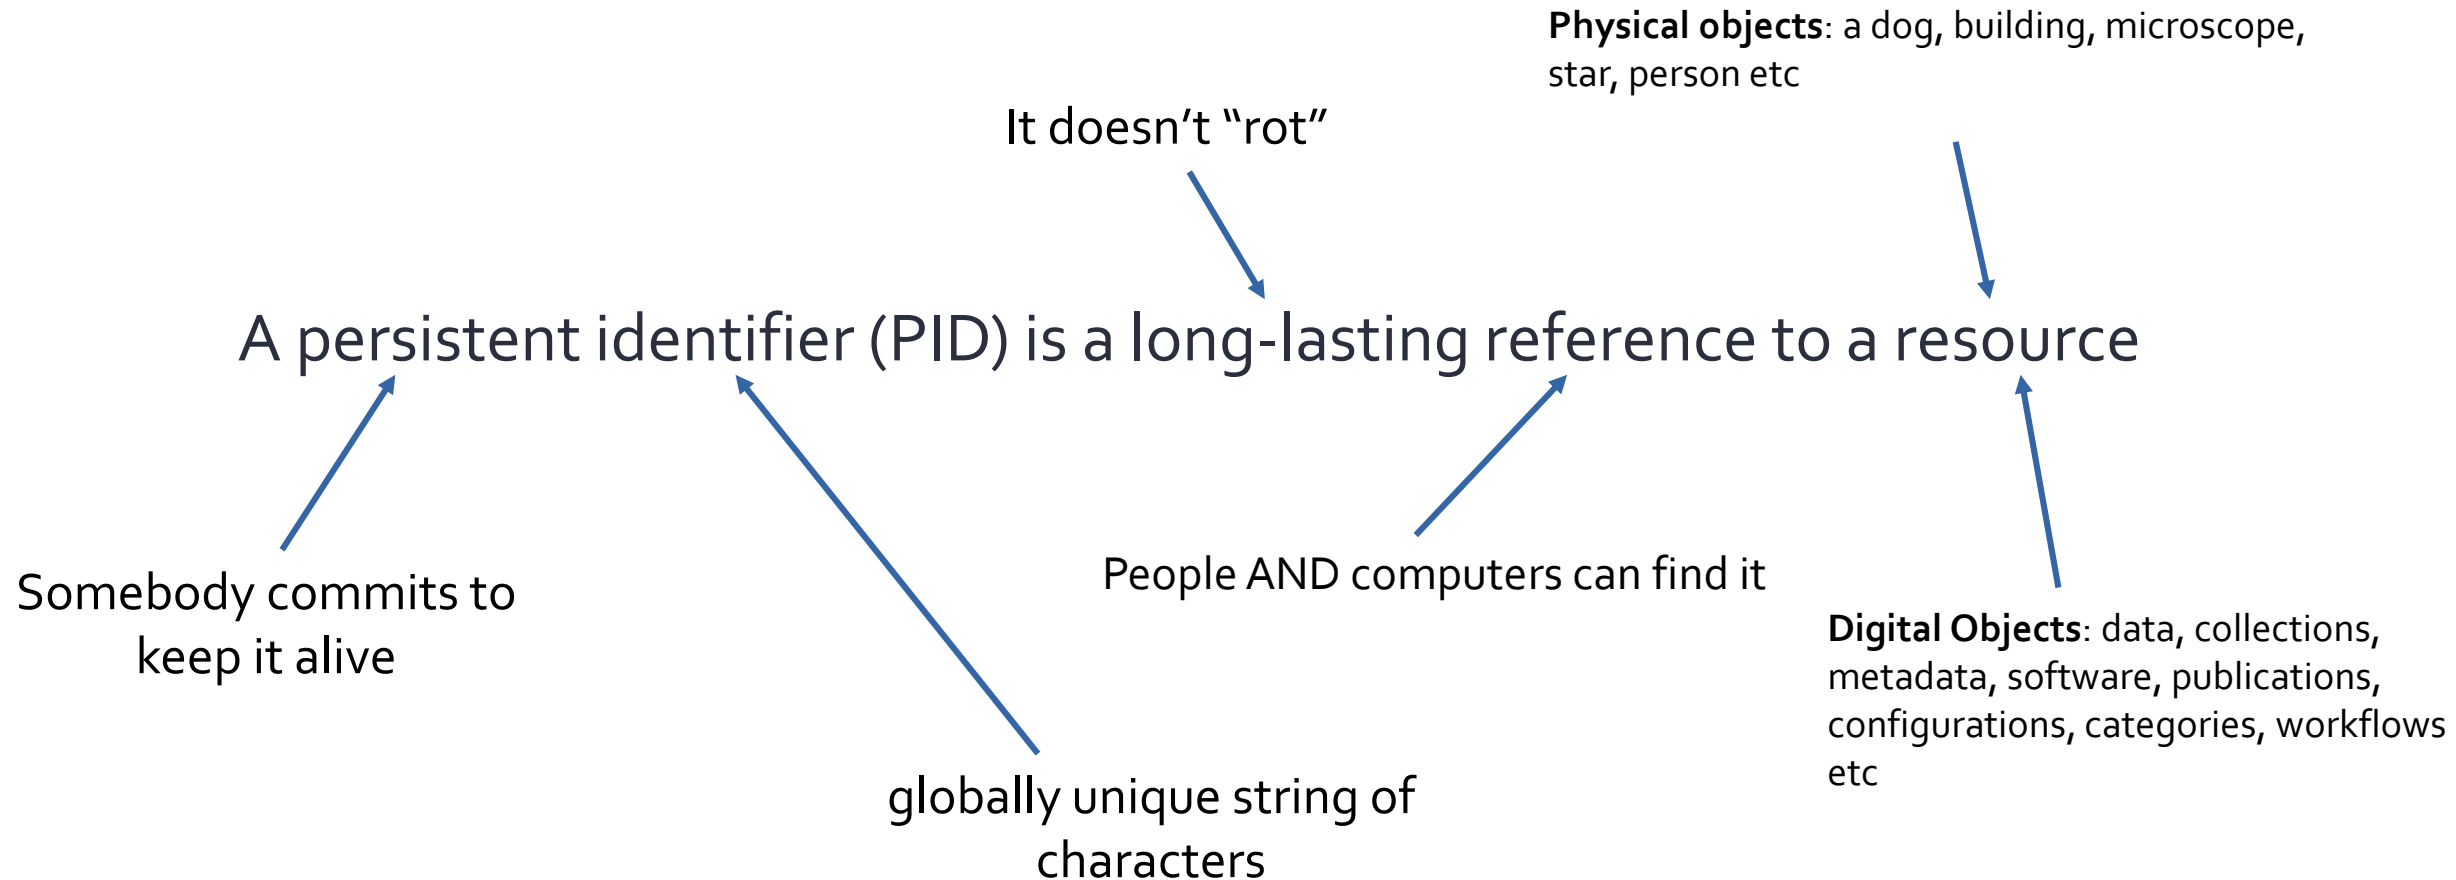 Physical objects: a dog, building, microscope,
star, person etc
It doesn’t “rot”
A persistent identifier (PID) is a long-lasting reference to a resource
People AND computers can find it
Somebody commits to
keep it alive
Digital Objects: data, collections,
metadata, software, publications,
configurations, categories, workflows
etc
globally unique string of
characters